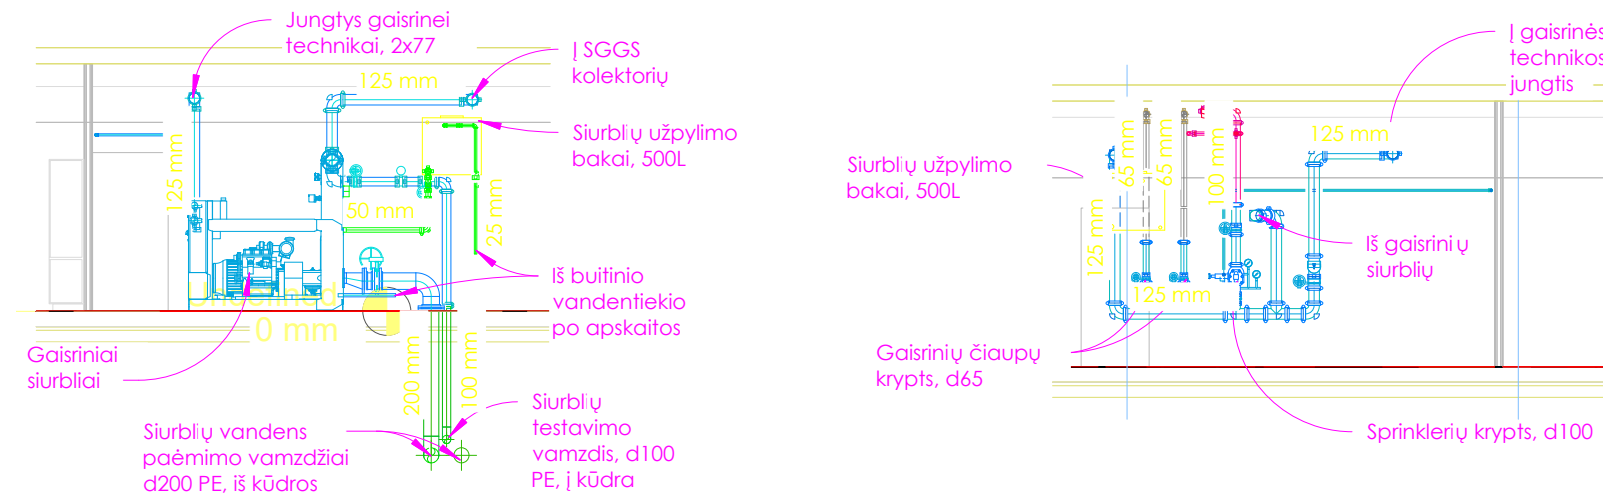 Jungtys gaisrinei
technikai, 2x77
Į SGGS
kolektorių
125 mm
Siurblių užpylimo
bakai, 500L
125 mm
50 mm
25 mm
Iš buitinio
vandentiekio
po apskaitos
Undefined
0 mm
Gaisriniai
siurbliai
200 mm
100 mm
Siurblių vandens
paėmimo vamzdžiai
d200 PE, iš kūdros
Siurblių
testavimo
vamzdis, d100
PE, į kūdra
Į gaisrinės
technikos
jungtis
125 mm
65 mm
65 mm
100 mm
Siurblių užpylimo
bakai, 500L
125 mm
Iš gaisrinių
siurblių
125 mm
Gaisrinių čiaupų
krypts, d65
Sprinklerių krypts, d100